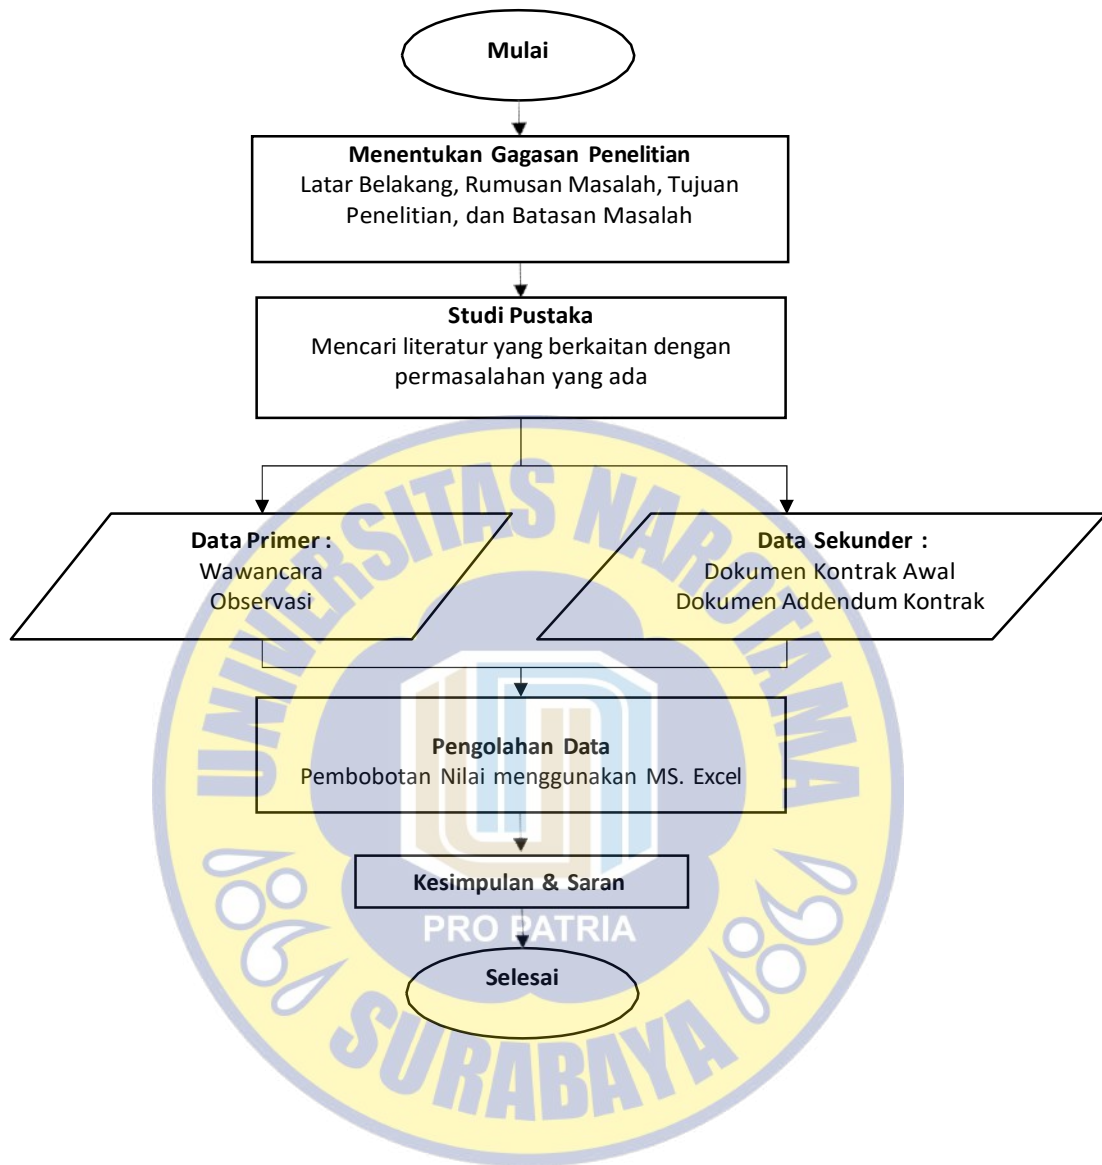 Mulai
Menentukan Gagasan Penelitian
Latar Belakang, Rumusan Masalah, Tujuan
Penelitian, dan Batasan Masalah
Studi Pustaka
Mencari literatur yang berkaitan dengan
permasalahan yang ada
Data Primer :
Wawancara
Observasi
Data Sekunder :
Dokumen Kontrak Awal
Dokumen Addendum Kontrak
Pengolahan Data
Pembobotan Nilai menggunakan MS. Excel
Kesimpulan & Saran
Selesai
UNIVERSITAS NAROTAMA
PRO PATRIA
SURABAYA